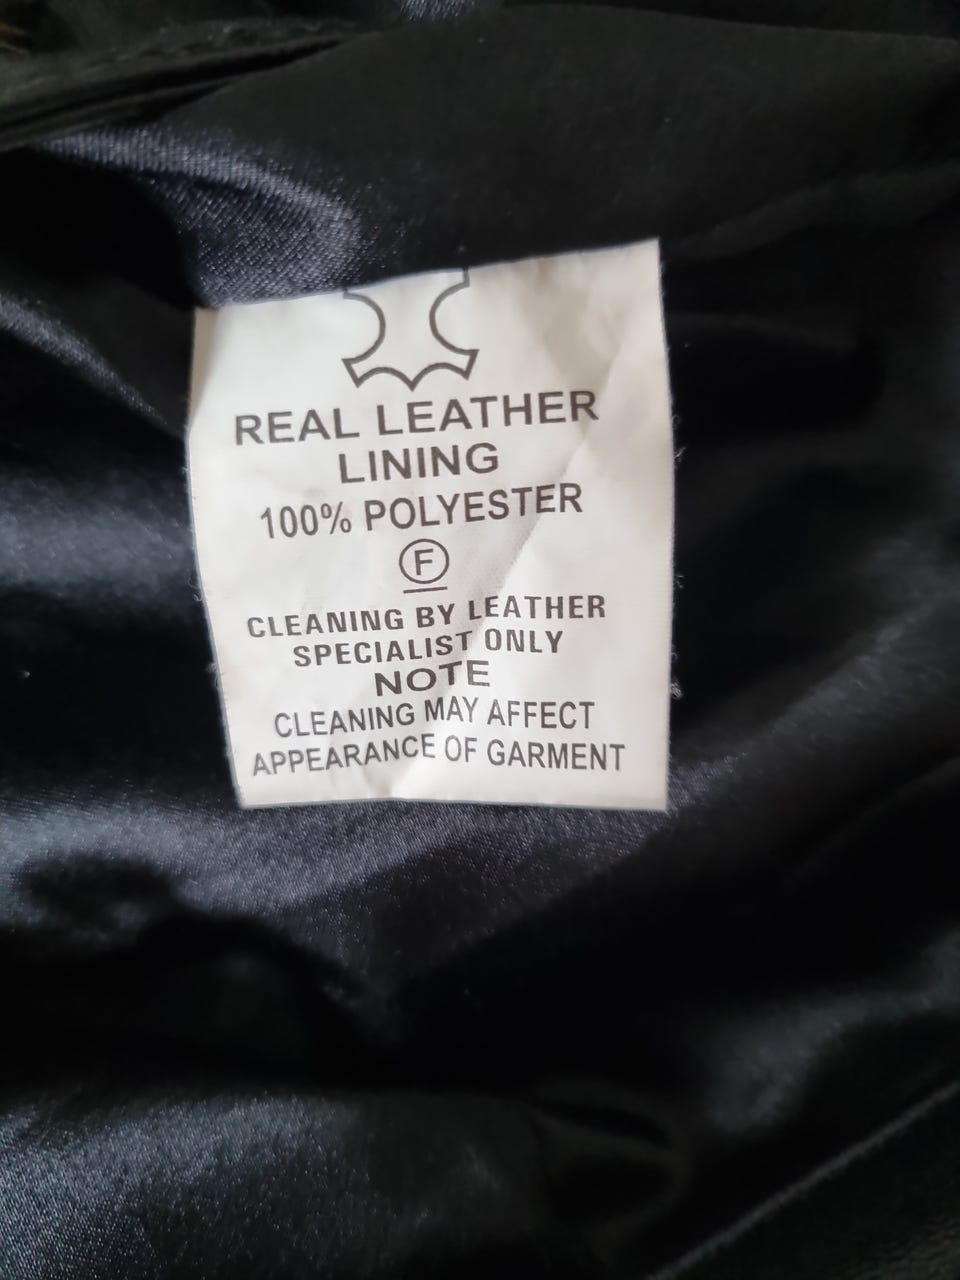 REAL LEATHER
LINING
100% POLYESTER
F
CLEANING BY LEATHER
SPECIALIST ONLY
NOTE
CLEANING MAY AFFECT
APPEARANCE OF GARMENT